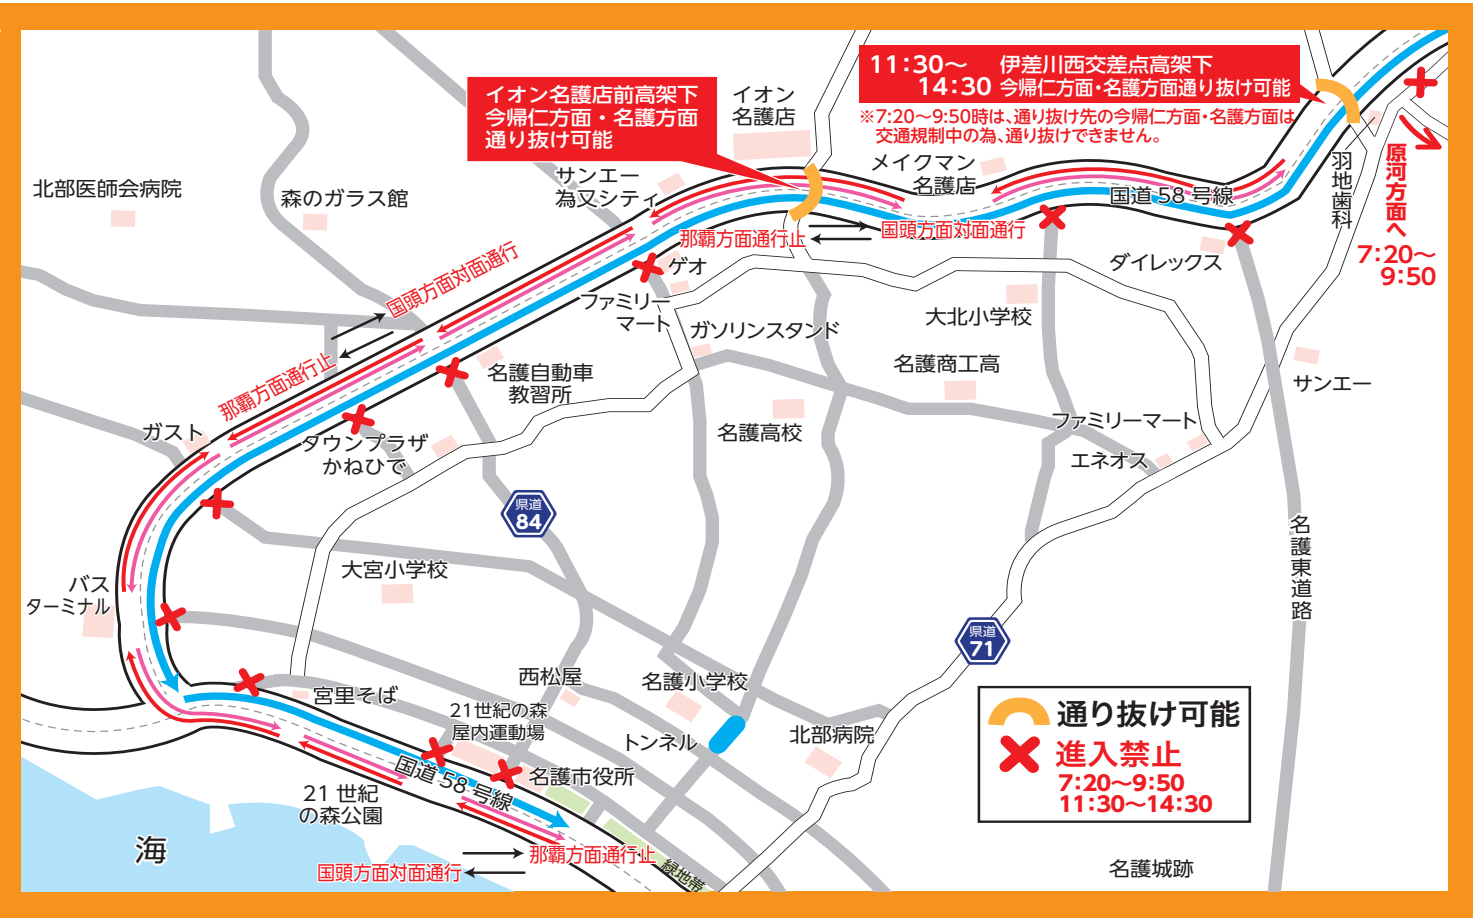 11：30〜　伊差川西交差点高架下
14：30 今帰仁方面・名護方面通り抜け可能
※7:20〜9:50時は、通り抜け先の今帰仁方面・名護方面は
交通規制中の為、通り抜けできません。
イオン名護店前高架下
今帰仁方面・名護方面
通り抜け可能
イオン
名護店
メイクマン
名護店
サンエー
為又シティ
北部医師会病院
森のガラス館
国道 58 号線
羽地歯科
原河方面へ
7:20〜
9:50
那覇方面通行止
国頭方面対面通行
ダイレックス
国頭方面対面通行
ゲオ
ファミリー
マート
ガソリンスタンド
大北小学校
名護商工高
サンエー
那覇方面通行止
名護自動車
教習所
ガスト
タウンプラザ
かねひで
名護高校
ファミリーマート
エネオス
県道
84
名護東道路
大宮小学校
バス
ターミナル
県道
71
西松屋
名護小学校
宮里そば
21世紀の森
屋内運動場
トンネル
北部病院
国道 58 号線
名護市役所
21 世紀
の森公園
通り抜け可能
進入禁止
7:20〜9:50
11:30〜14:30
海
那覇方面通行止
国頭方面対面通行
緑地帯
名護城跡